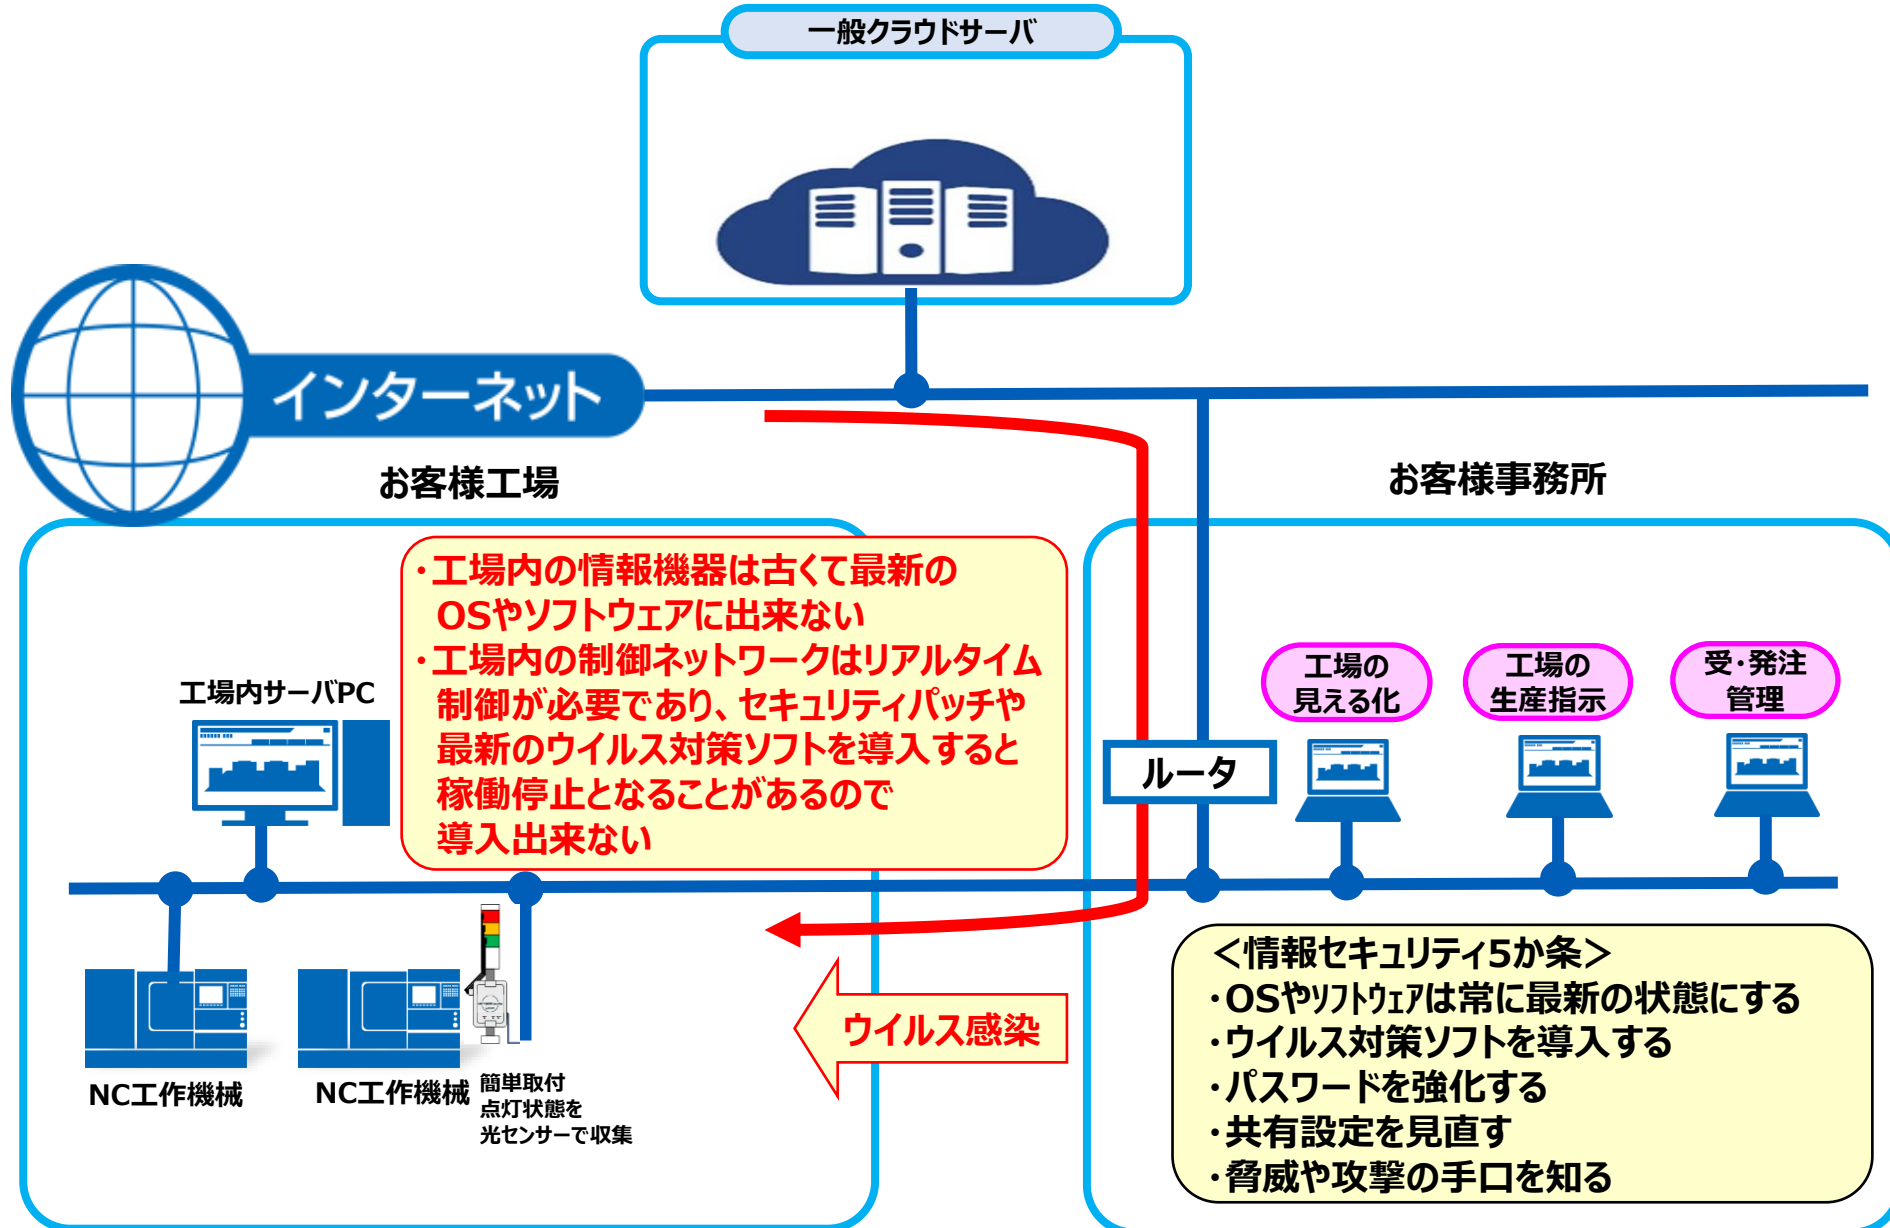 一般クラウドサーバ
インターネット
お客様工場
お客様事務所
・工場内の情報機器は古くて最新の
OSやソフトウェアに出来ない
・工場内の制御ネットワークはリアルタイム
制御が必要であり、セキュリティパッチや
最新のウイルス対策ソフトを導入すると
稼働停止となることがあるので
導入出来ない
工場内サーバPC
工場の
見える化
工場の
生産指示
受・発注
管理
ルータ
NC工作機械
NC工作機械
簡単取付
点灯状態を
光センサーで収集
ウイルス感染
＜情報セキュリティ5か条＞
・OSやソフトウェアは常に最新の状態にする
・ウイルス対策ソフトを導入する
・パスワードを強化する
・共有設定を見直す
・脅威や攻撃の手口を知る